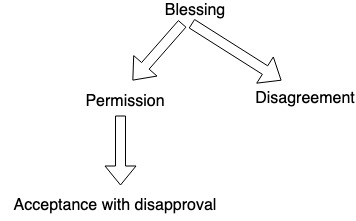 Blessing
Permission
Disagreement
Acceptance with disapproval